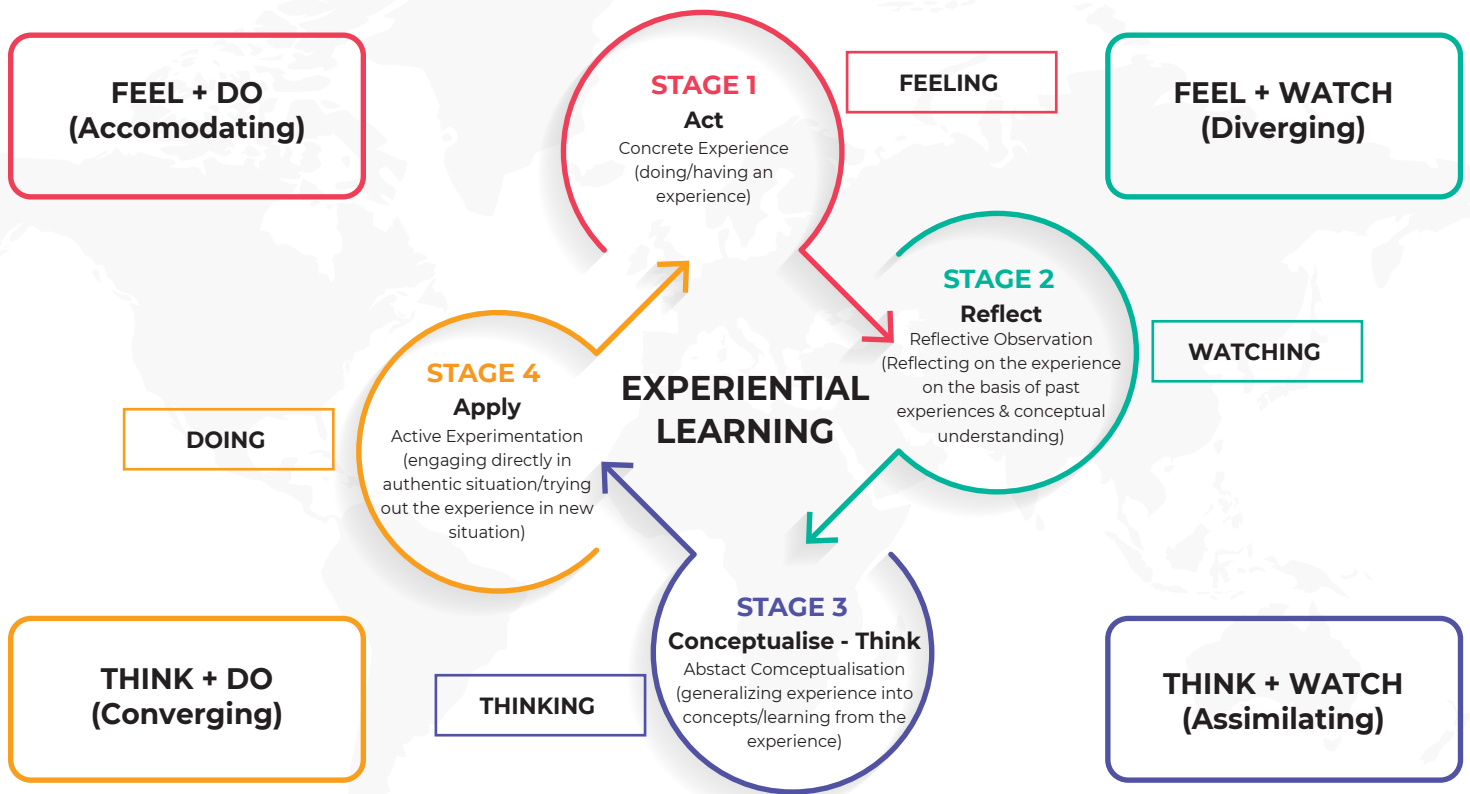 FEEL + DO
(Accomodating)
STAGE 1
Act
Concrete Experience
(doing/having an
experience)
FEELING
FEEL + WATCH
(Diverging)
STAGE 2
Reflect
Reflective Observation
(Reflecting on the experience
on the basis of past
experiences & conceptual
understanding)
WATCHING
EXPERIENTIAL
LEARNING
STAGE 4
Apply
Active Experimentation
(engaging directly in
authentic situation/trying
out the experience in new
situation)
DOING
STAGE 3
Conceptualise - Think
Abstact Comceptualisation
(generalizing experience into
concepts/learning from the
experience)
THINKING
THINK + DO
(Converging)
THINK + WATCH
(Assimilating)